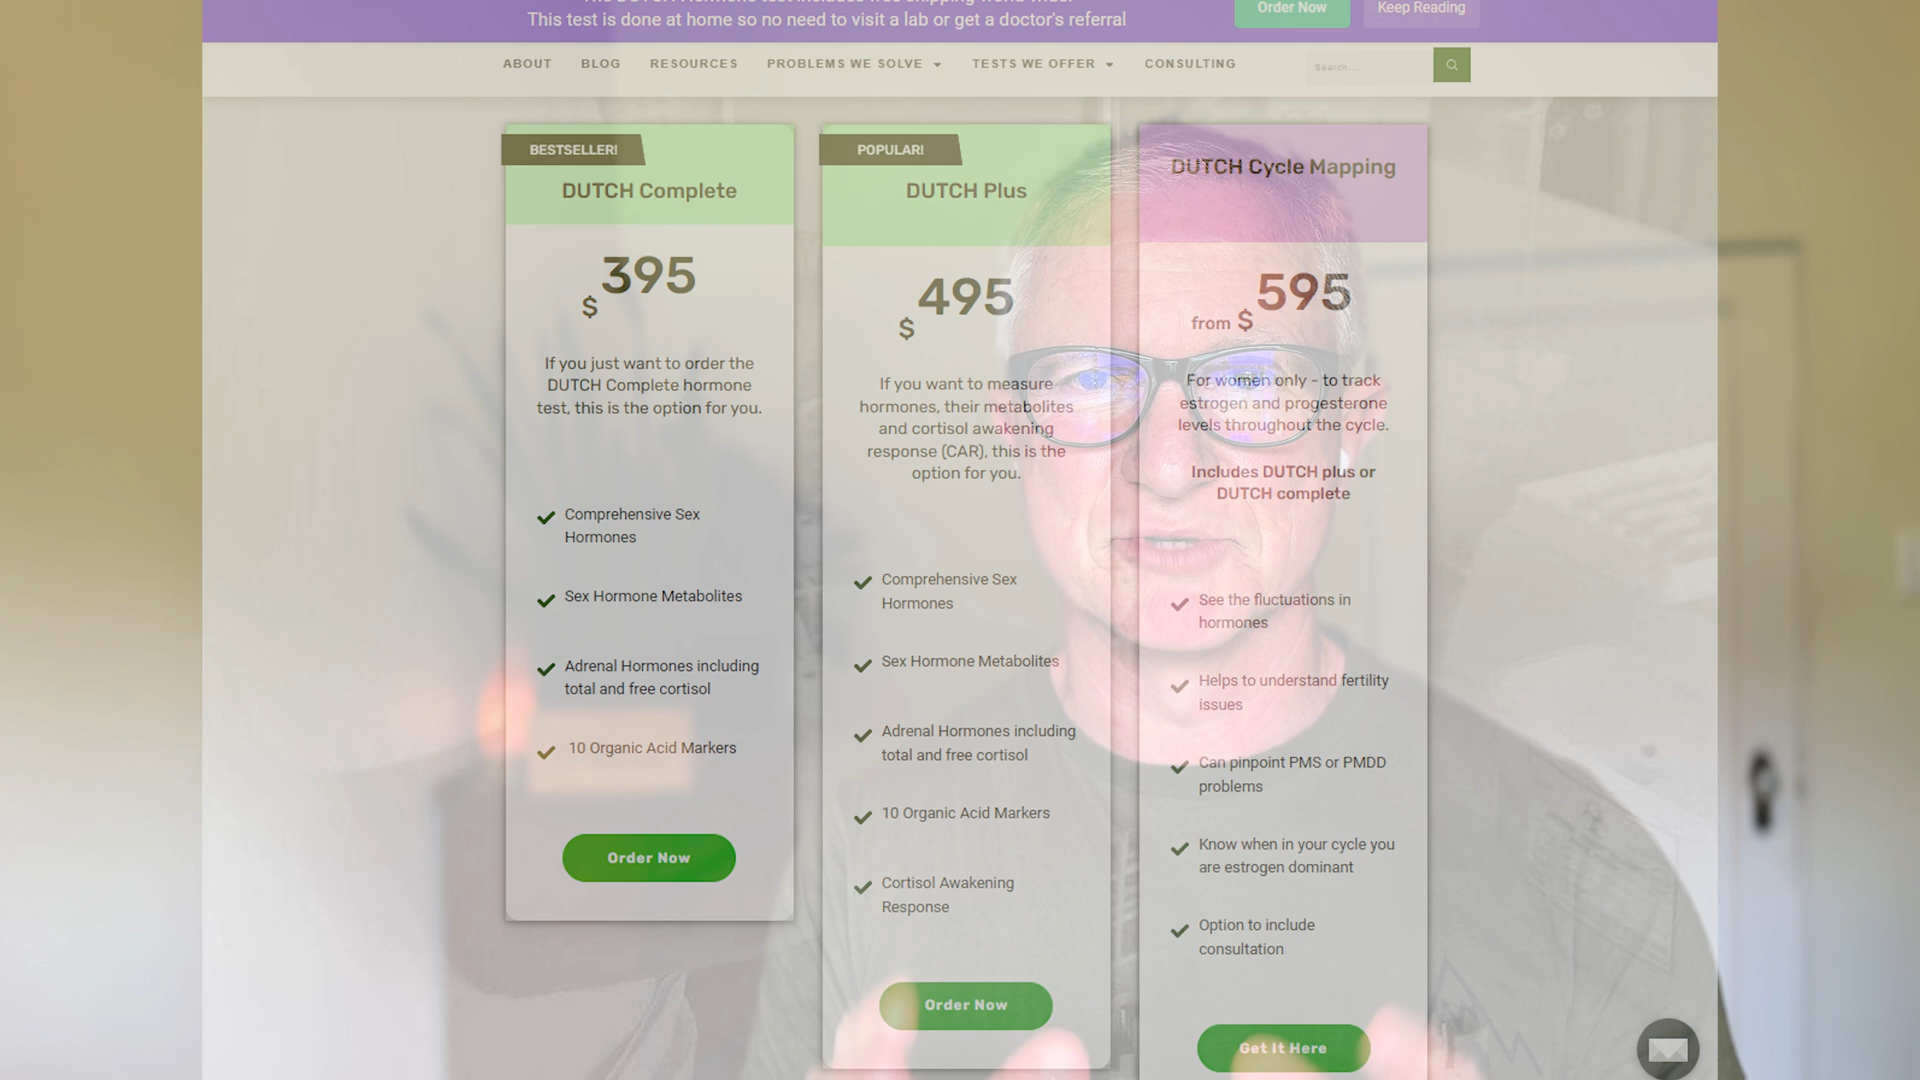 This test is done at home so no need to visit a lab or get a doctor's referral
Order Now
Keep Reading
ABOUT
BLOG
RESOURCES
PROBLEMS WE SOLVE
TESTS WE OFFER
CONSULTING
Search...
BESTSELLER!
DUTCH Complete
$395
If you just want to order the
DUTCH Complete hormone
test, this is the option for you.
Comprehensive Sex
Hormones
Sex Hormone Metabolites
Adrenal Hormones including
total and free cortisol
10 Organic Acid Markers
Order Now
POPULAR!
DUTCH Plus
$495
If you want to measure
hormones, their metabolites
and cortisol awakening
response (CAR), this is the
option for you.
Comprehensive Sex
Hormones
Sex Hormone Metabolites
Adrenal Hormones including
total and free cortisol
10 Organic Acid Markers
Cortisol Awakening
Response
Order Now
DUTCH Cycle Mapping
from $595
For women only - to track
estrogen and progesterone
levels throughout the cycle.
Includes DUTCH plus or
DUTCH complete
See the fluctuations in
hormones
Helps to understand fertility
issues
Can pinpoint PMS or PMDD
problems
Know when in your cycle you
are estrogen dominant
Option to include
consultation
Get It Here